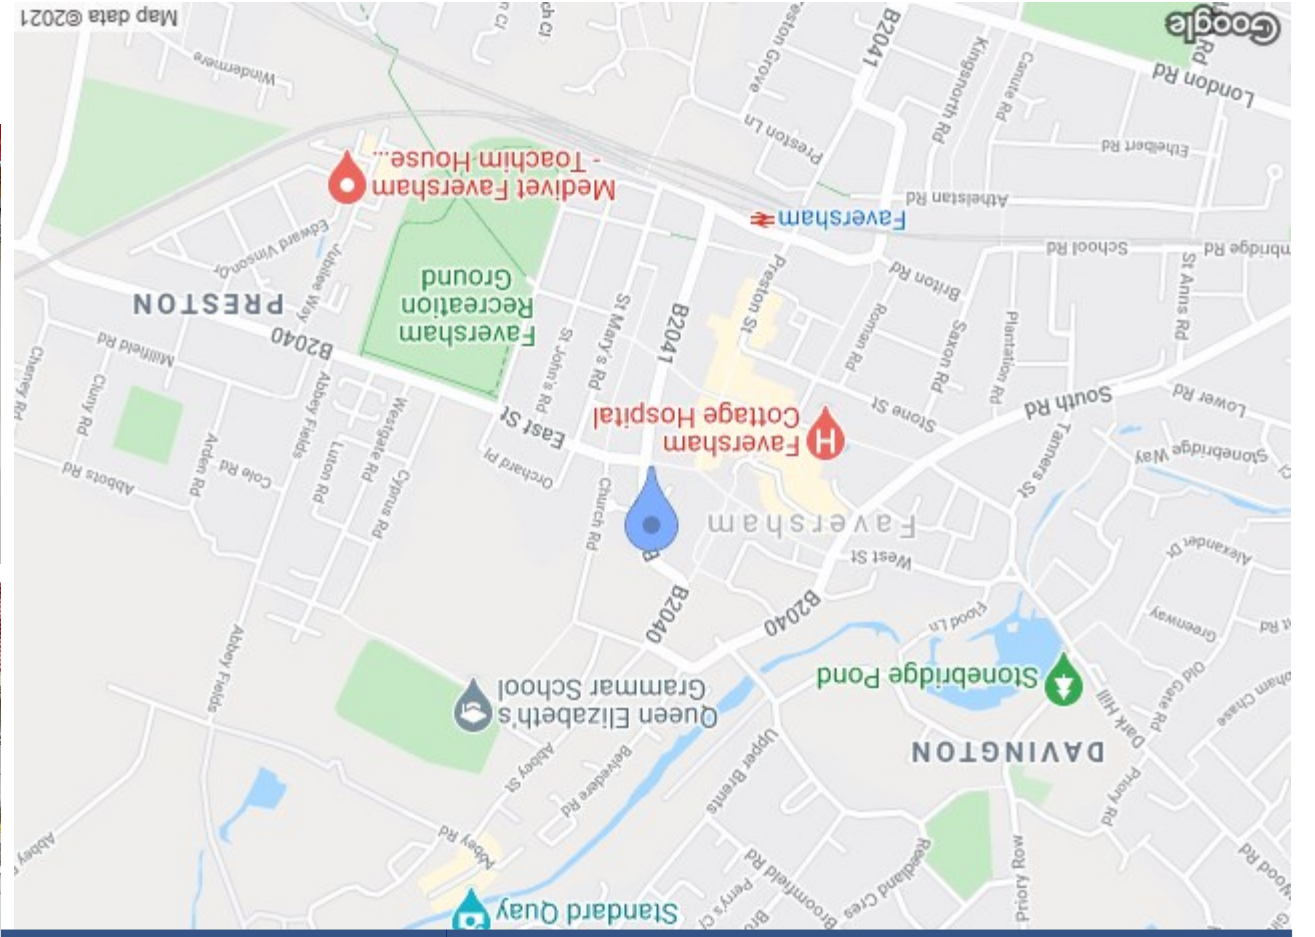 Standard Quay
Priory Row
Reedland Cres
Broomfield Rd
Perry's Cl
Wood Rd
Abbey Rd
Priory Rd
Upper Brents
Belvedere Rd
Abbey St
DAVINGTON
Dark Hill
Old Gate Rd
Stonebridge Pond
Queen Elizabeth's
Grammar School
Abbey Fields
Greenway
Flood Ln
B2040
B2040
West St
Alexander Dr
Faversham
Church Rd
Cyprus Rd
Luton Rd
Westgate Rd
Cole Rd
Arden Rd
Abbots Rd
Stonebridge Way
Tanners St
Orchard Pl
East St
Faversham
Cottage Hospital
H
Lower Rd
South Rd
Stone St
Abbey Fields
Cluny Rd
Cheney Rd
Millfield Rd
St Anns Rd
Plantation Rd
Saxon Rd
Roman Rd
Preston St
B2041
St Mary's Rd
St John's Rd
Faversham
Recreation
Ground
B2040
PRESTON
Jubilee Way
Edward Vinson Dr
School Rd
Briton Rd
Faversham
Medivet Faversham
- Toachim House...
Athelstan Rd
Ethelbert Rd
Preston Ln
Canute Rd
Kingsnorth Rd
London Rd
B2041
Windermere
Google
Map data ©2021